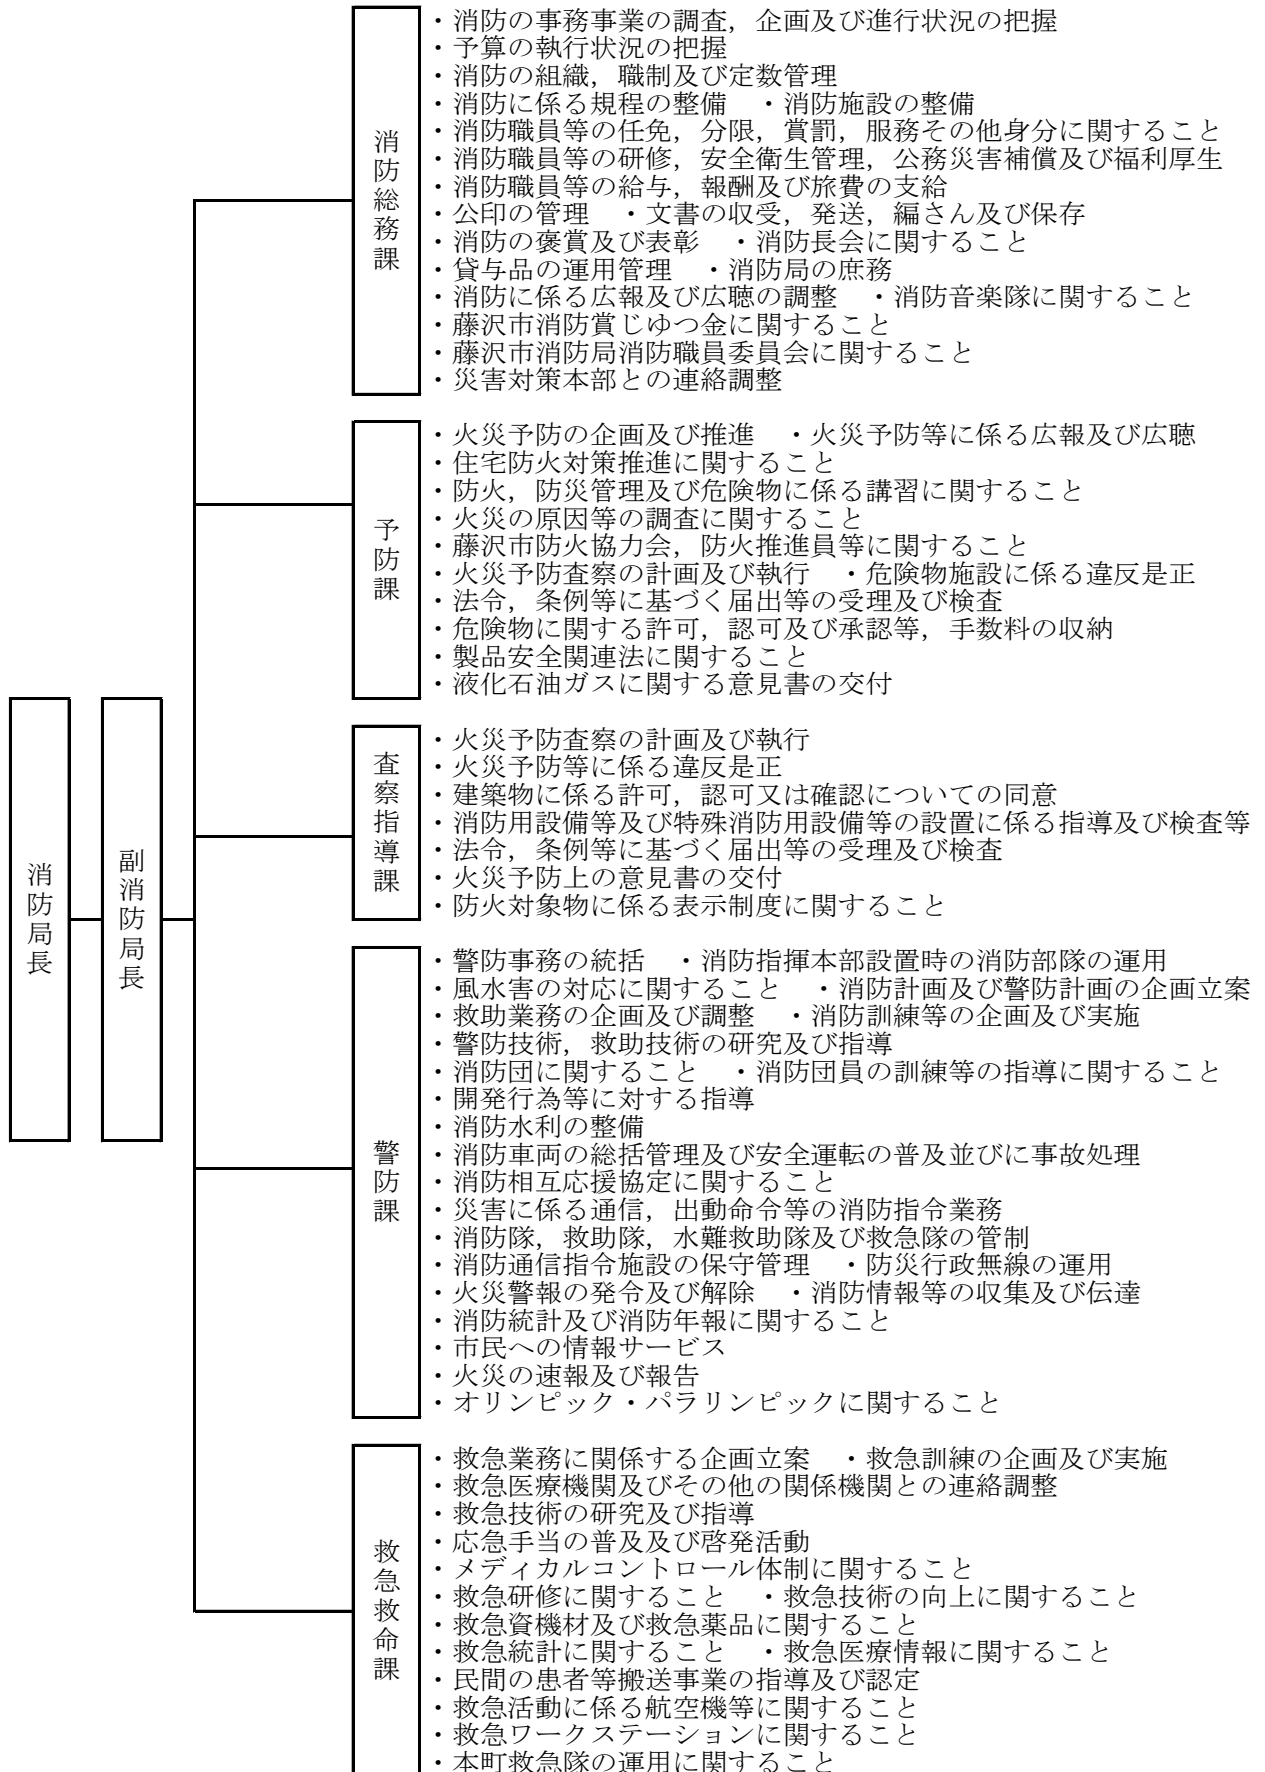 消防局長
副消防局長
消防総務課
・消防の事務事業の調査，企画及び進行状況の把握
・予算の執行状況の把握
・消防の組織，職制及び定数管理
・消防に係る規程の整備　・消防施設の整備
・消防職員等の任免，分限，賞罰，服務その他身分に関すること
・消防職員等の研修，安全衛生管理，公務災害補償及び福利厚生
・消防職員等の給与，報酬及び旅費の支給
・公印の管理　・文書の収受，発送，編さん及び保存
・消防の褒賞及び表彰　・消防長会に関すること
・貸与品の運用管理　・消防局の庶務
・消防に係る広報及び広聴の調整　・消防音楽隊に関すること
・藤沢市消防賞じゆつ金に関すること
・藤沢市消防局消防職員委員会に関すること
・災害対策本部との連絡調整
予防課
・火災予防の企画及び推進　・火災予防等に係る広報及び広聴
・住宅防火対策推進に関すること
・防火，防災管理及び危険物に係る講習に関すること
・火災の原因等の調査に関すること
・藤沢市防火協力会，防火推進員等に関すること
・火災予防査察の計画及び執行　・危険物施設に係る違反是正
・法令，条例等に基づく届出等の受理及び検査
・危険物に関する許可，認可及び承認等，手数料の収納
・製品安全関連法に関すること
・液化石油ガスに関する意見書の交付
査察指導課
・火災予防査察の計画及び執行
・火災予防等に係る違反是正
・建築物に係る許可，認可又は確認についての同意
・消防用設備等及び特殊消防用設備等の設置に係る指導及び検査等
・法令，条例等に基づく届出等の受理及び検査
・火災予防上の意見書の交付
・防火対象物に係る表示制度に関すること
警防課
・警防事務の統括　・消防指揮本部設置時の消防部隊の運用
・風水害の対応に関すること　・消防計画及び警防計画の企画立案
・救助業務の企画及び調整　・消防訓練等の企画及び実施
・警防技術，救助技術の研究及び指導
・消防団に関すること　・消防団員の訓練等の指導に関すること
・開発行為等に対する指導
・消防水利の整備
・消防車両の総括管理及び安全運転の普及並びに事故処理
・消防相互応援協定に関すること
・災害に係る通信，出動命令等の消防指令業務
・消防隊，救助隊，水難救助隊及び救急隊の管制
・消防通信指令施設の保守管理　・防災行政無線の運用
・火災警報の発令及び解除　・消防情報等の収集及び伝達
・消防統計及び消防年報に関すること
・市民への情報サービス
・火災の速報及び報告
・オリンピック・パラリンピックに関すること
救急救命課
・救急業務に関係する企画立案　・救急訓練の企画及び実施
・救急医療機関及びその他の関係機関との連絡調整
・救急技術の研究及び指導
・応急手当の普及及び啓発活動
・メディカルコントロール体制に関すること
・救急研修に関すること　・救急技術の向上に関すること
・救急資機材及び救急薬品に関すること
・救急統計に関すること　・救急医療情報に関すること
・民間の患者等搬送事業の指導及び認定
・救急活動に係る航空機等に関すること
・救急ワークステーションに関すること
・本町救急隊の運用に関すること